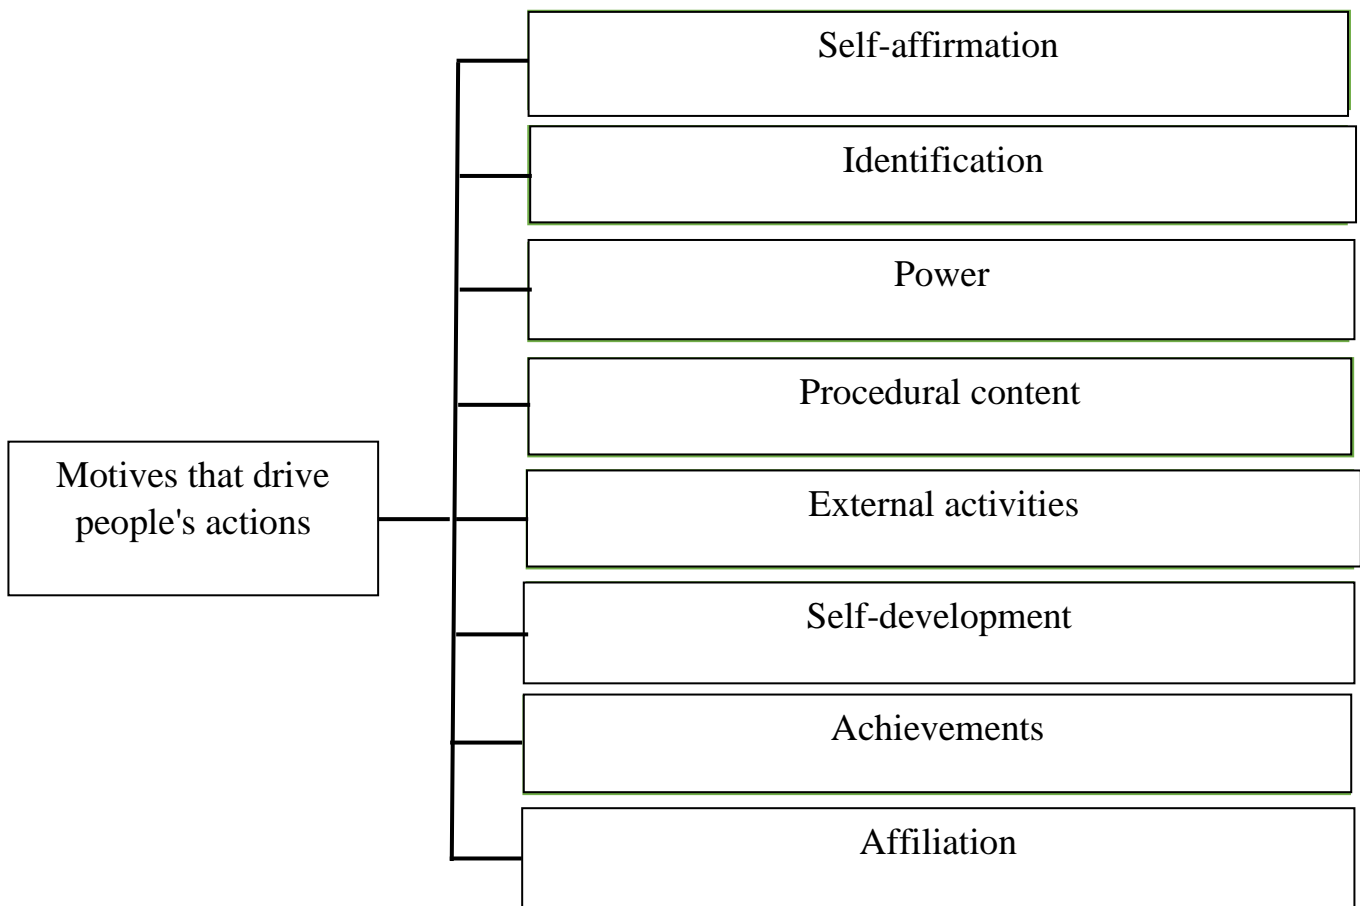 Self-affirmation
Identification
Power
Procedural content
Motives that drive
people's actions
External activities
Self-development
Achievements
Affiliation